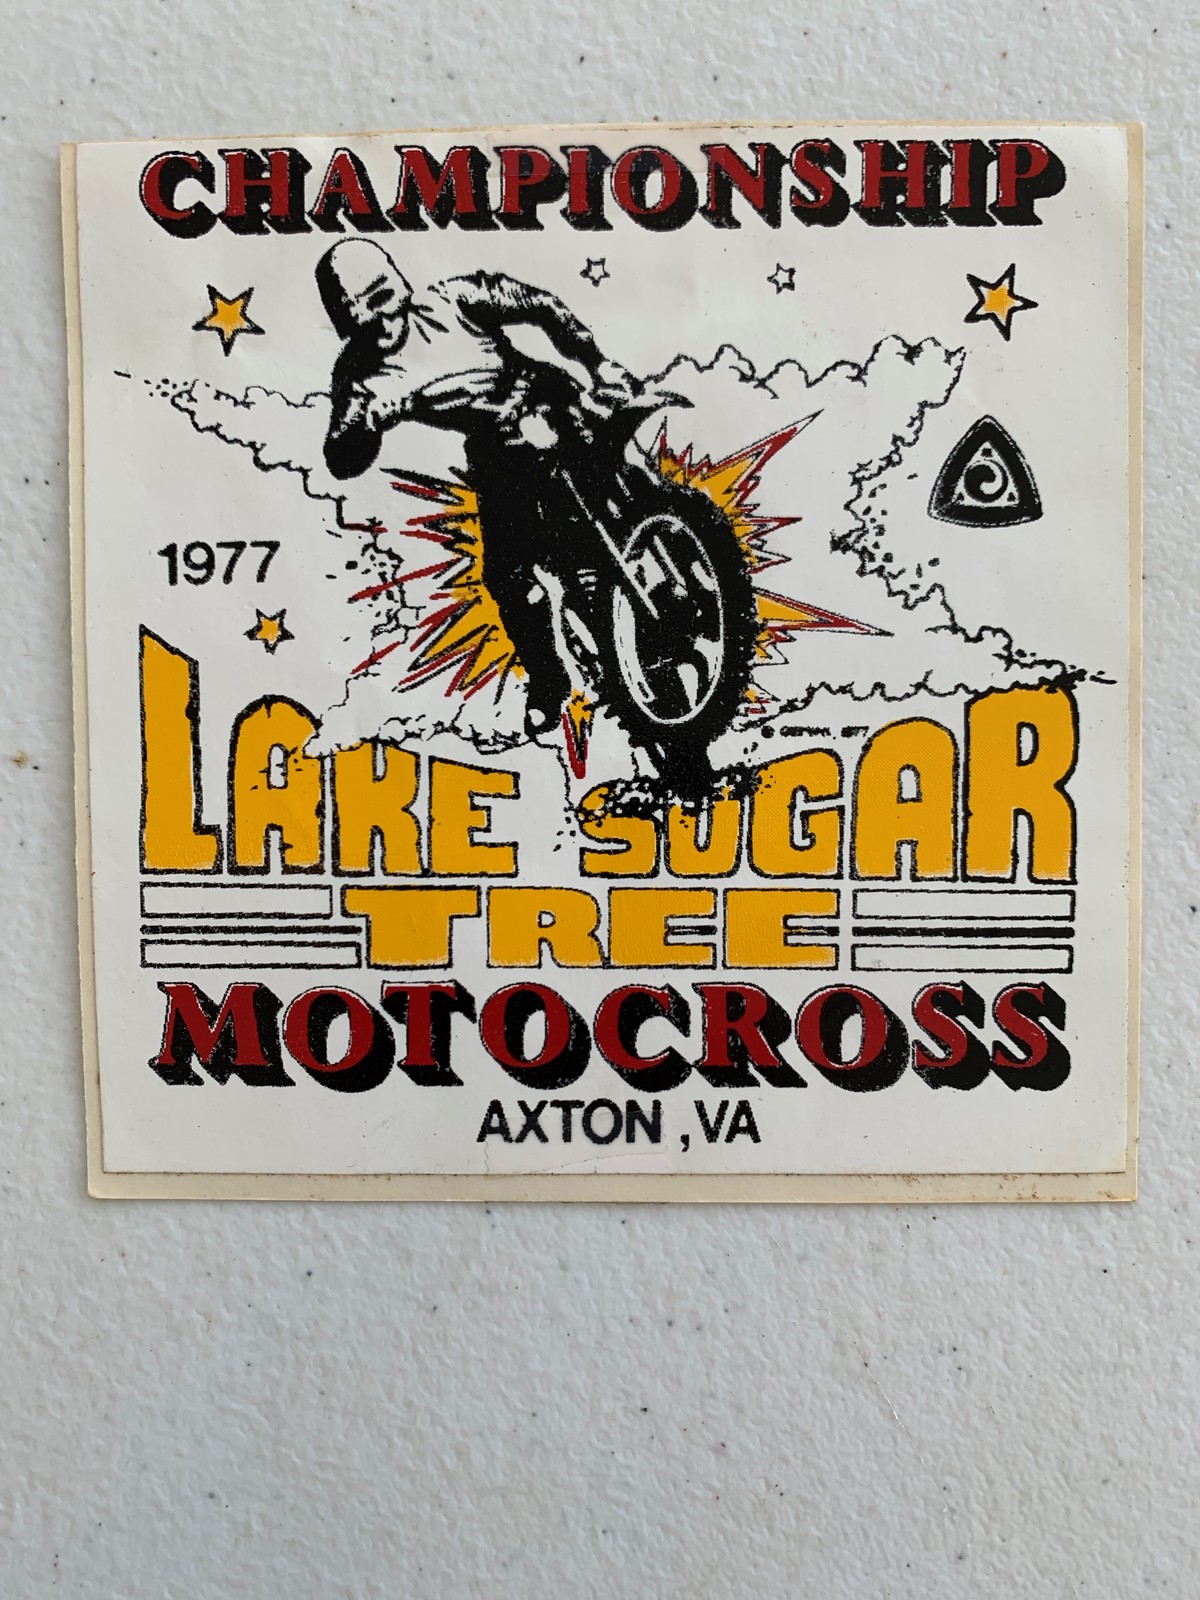 CHAMPIONSHIP
1977
LAKE SUGAR
TREE
MOTOCROSS
AXTON, VA